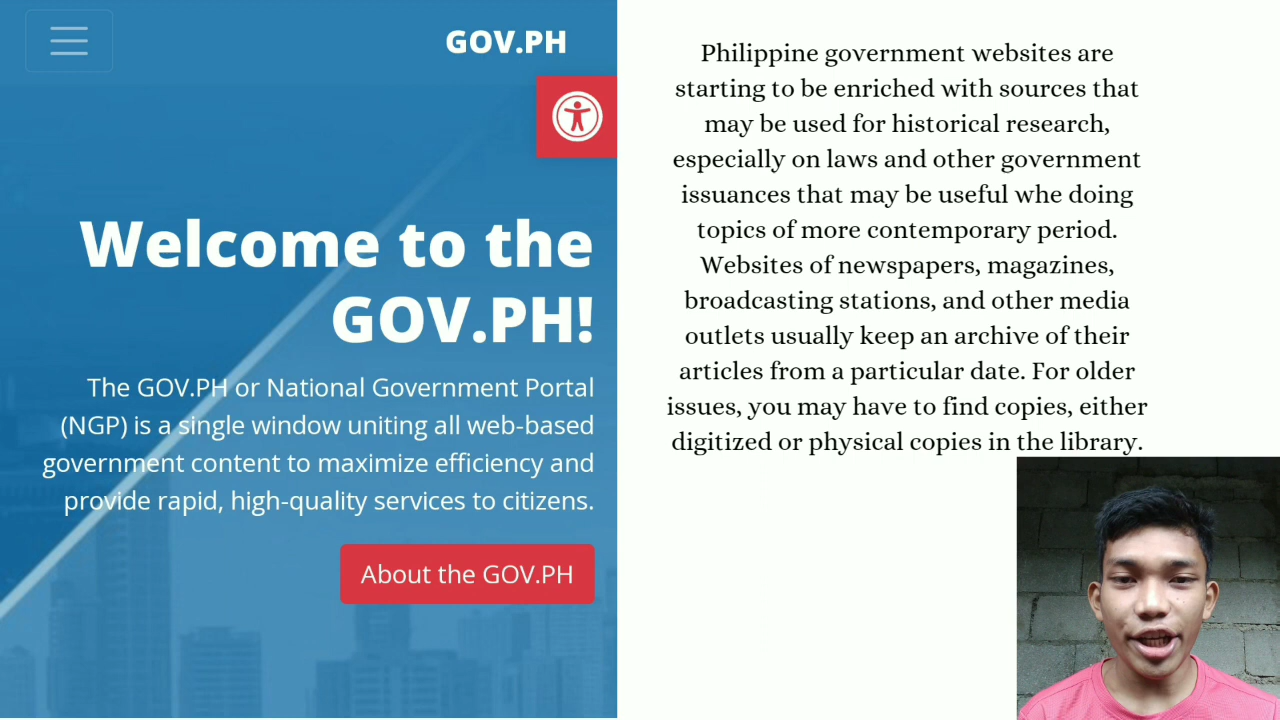 GOV.PH
Welcome to the
GOV.PH!
The GOV.PH or National Government Portal
(NGP) is a single window uniting all web-based
government content to maximize efficiency and
provide rapid, high-quality services to citizens.
About the GOV.PH
Philippine government websites are
starting to be enriched with sources that
may be used for historical research,
especially on laws and other government
issuances that may be useful whe doing
topics of more contemporary period.
Websites of newspapers, magazines,
broadcasting stations, and other media
outlets usually keep an archive of their
articles from a particular date. For older
issues, you may have to find copies, either
digitized or physical copies in the library.